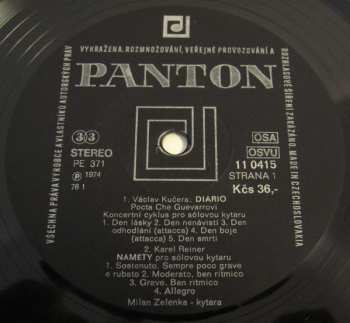 VYHRAŽENA. ROZMNOŽOVÁNÍ, VEŘEJNÉ PROVOZOVÁNÍ A
ROZHLASOVÉ ŠÍŘENÍ ZAKÁZÁNO. MADE IN CZECHOSLOVAKIA
VŠECHNA PRÁVA VÝROBCE A VLASTNÍKŮ AUTORSKÝCH PRÁV
PANTON
33
STEREO
PE 371
Ⓟ 1974
76 1
OSA
OSVU
11 0415
STRANA 1
Kčs 36,-
1. Václav Kučera: DIARIO
Pocta Che Guevarrovi
Koncertní cyklus pro sólovou kytaru
1. Den lásky 2. Den nenávisti 3. Den
odhodlání (attacca) 4. Den boje
(attacca) 5. Den smrti
2. Karel Reiner
NAMĚTY pro sólovou kytaru
1. Sostenuto. Sempre poco grave
e rubato 2. Moderato, ben ritmico
3. Grave. Ben ritmico
4. Allegro
Milan Zelenka - kytara